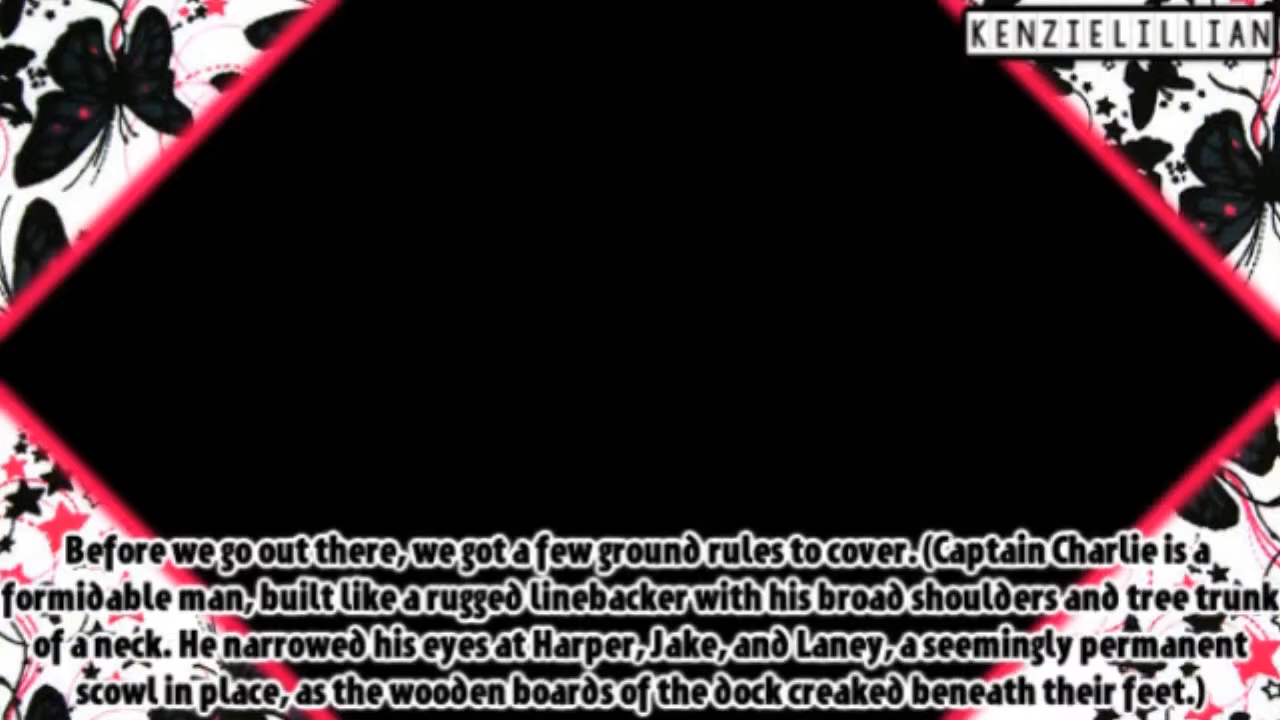 KENZIELILLIAN
Before we go out there, we got a few ground rules to cover. (Captain Charlie is a
formidable man, built like a rugged linebacker with his broad shoulders and tree trunk
of a neck. He narrowed his eyes at Harper, Jake, and Laney, a seemingly permanent
scowl in place, as the wooden boards of the dock creaked beneath their feet.)